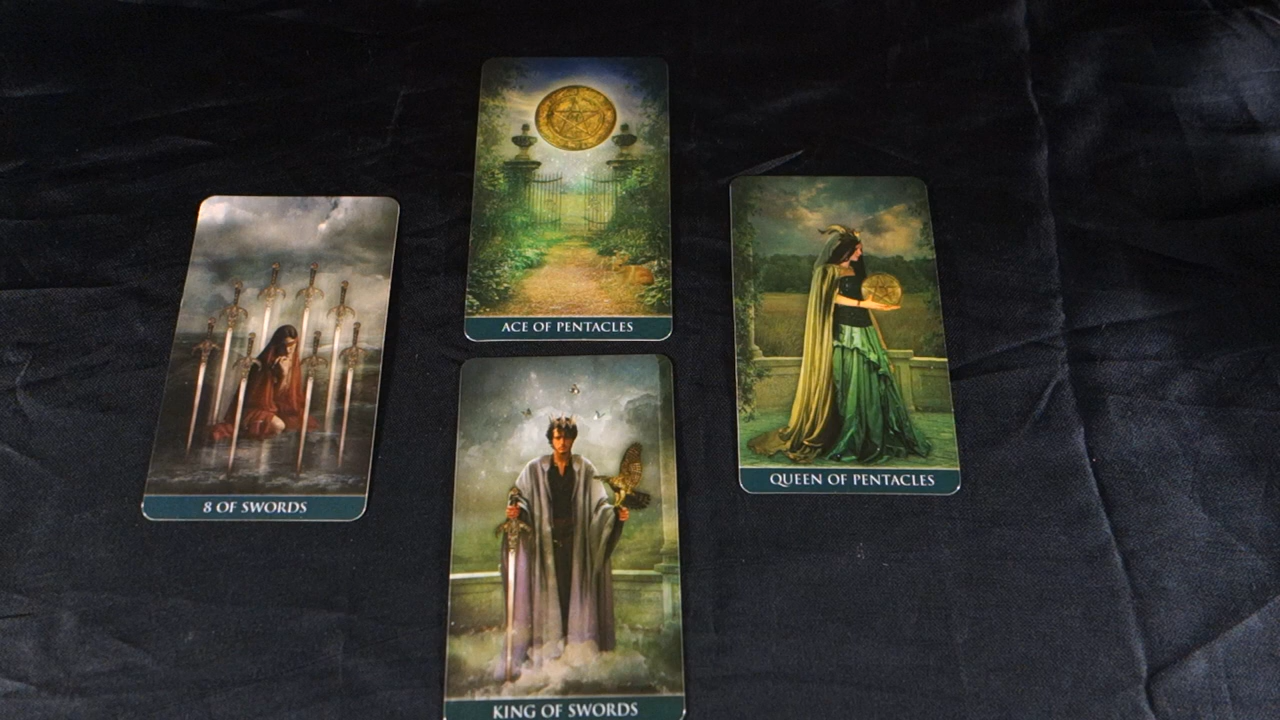 ACE OF PENTACLES
8 OF SWORDS
QUEEN OF PENTACLES
KING OF SWORDS